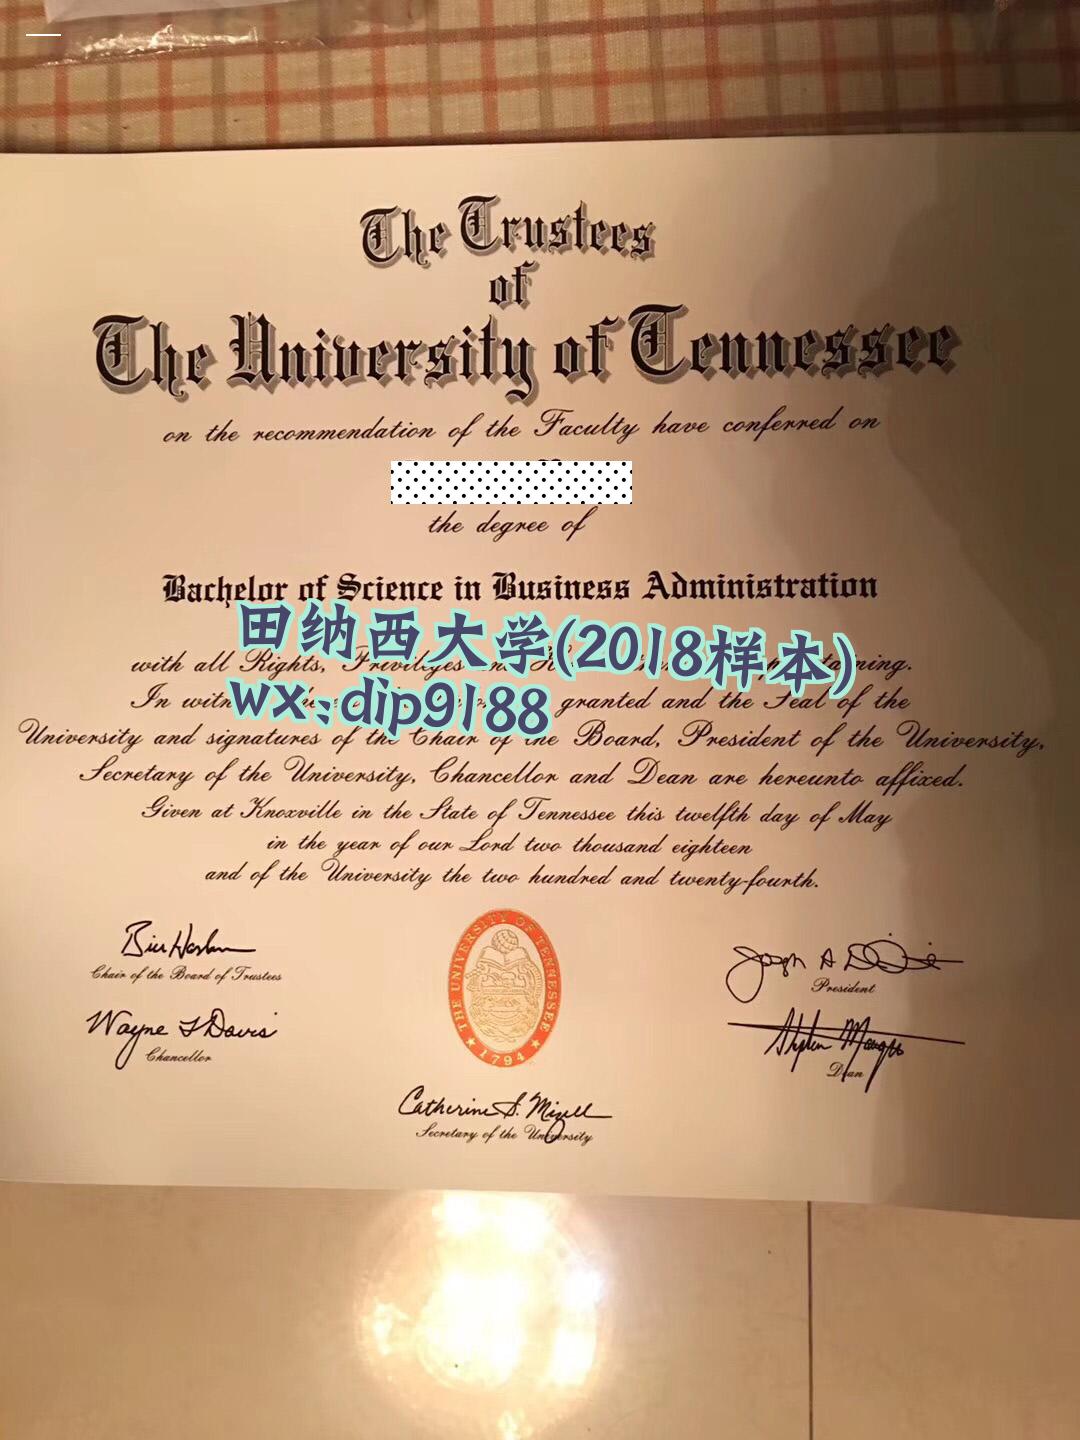 The Trustees
of
The University of Tennessee
on the recommendation of the Faculty have conferred on
the degree of
Bachelor of Science in Business Administration
田纳西大学(2018样本)
with all Rights, Privileges
wx:dip9188
granted and the Seal of the
University and signatures of the Chair of the Board, President of the University,
Secretary of the University, Chancellor and Dean are hereunto affixed.
Given at Knoxville in the State of Tennessee this twelfth day of May
in the year of our Lord two thousand eighteen
and of the University the two hundred and twenty-fourth.
Chair of the Board of Trustees
President
Wayne T Davis
Chancellor
Dean
THE UNIVERSITY OF TENNESSEE
1794
Catherine S. Mizell
Secretary of the University